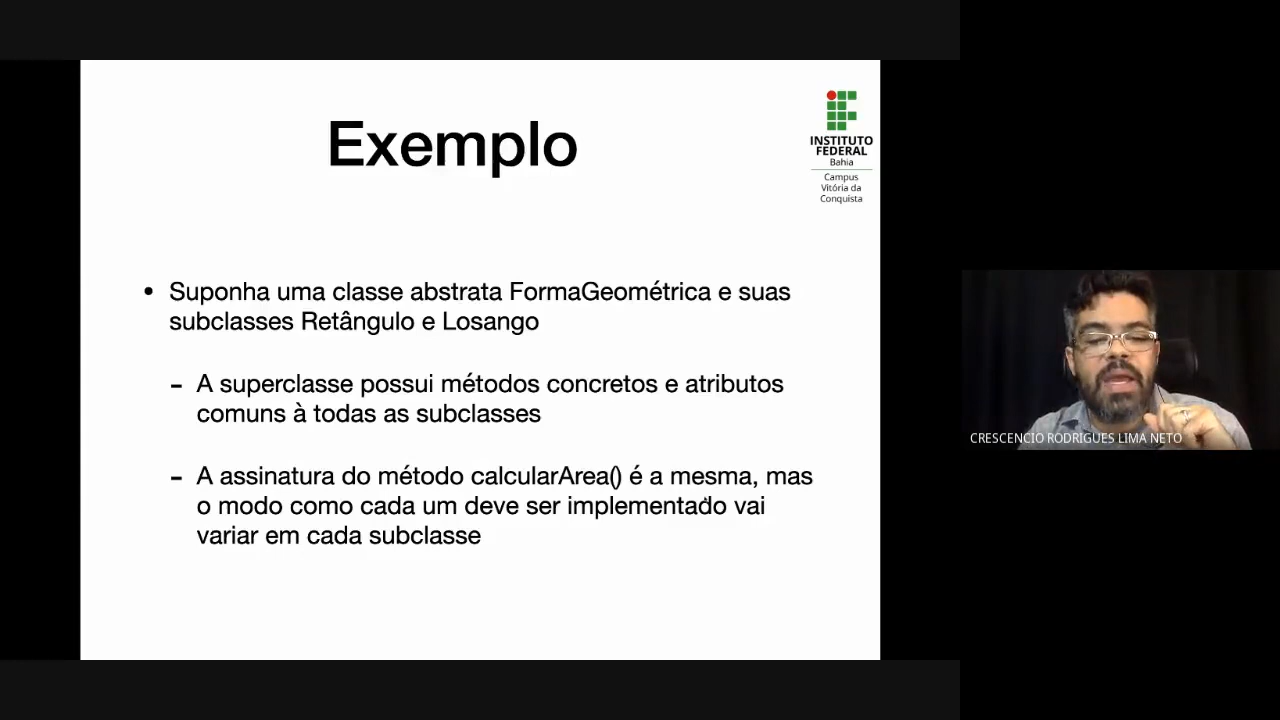 Exemplo
INSTITUTO
FEDERAL
Bahia
Campus
Vitória da
Conquista
• Suponha uma classe abstrata FormaGeométrica e suas
subclasses Retângulo e Losango
– A superclasse possui métodos concretos e atributos
comuns à todas as subclasses
– A assinatura do método calcularArea() é a mesma, mas
o modo como cada um deve ser implementado vai
variar em cada subclasse
CRESCENCIO RODRIGUES LIMA NETO